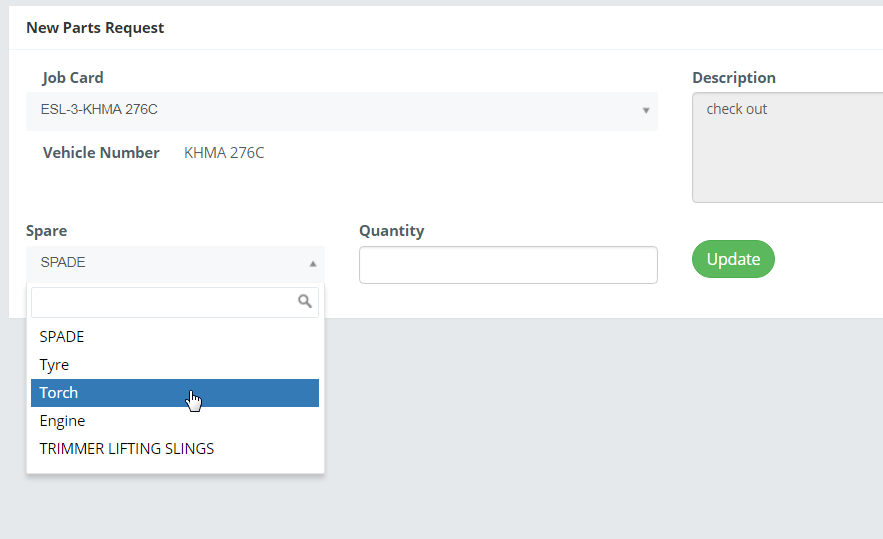 New Parts Request
Job Card
Description
ESL-3-KHMA 276C
check out
Vehicle Number KHMA 276C
Spare
Quantity
SPADE
Update
SPADE
Tyre
Torch
Engine
TRIMMER LIFTING SLINGS